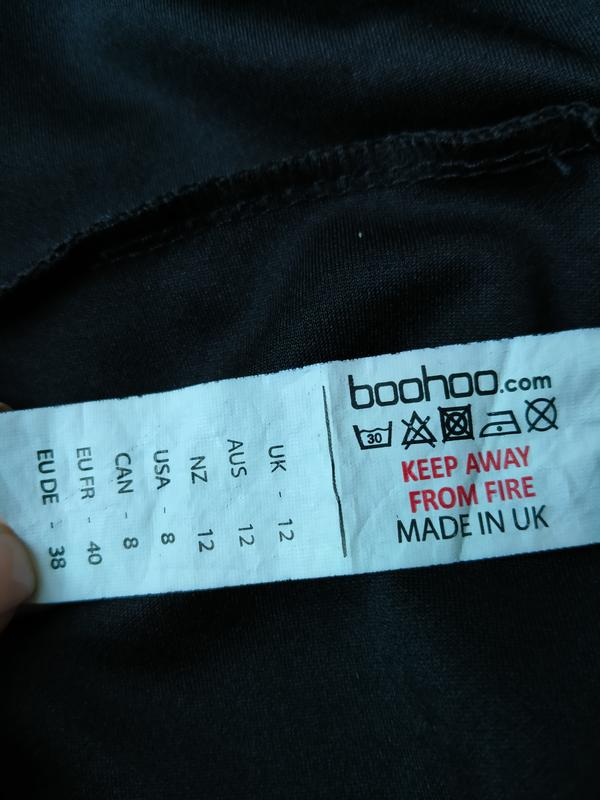 boohoo.com
30
KEEP AWAY
FROM FIRE
MADE IN UK
UK - 12
AUS 12
NZ 12
USA - 8
CAN - 8
EU FR - 40
EU DE - 38